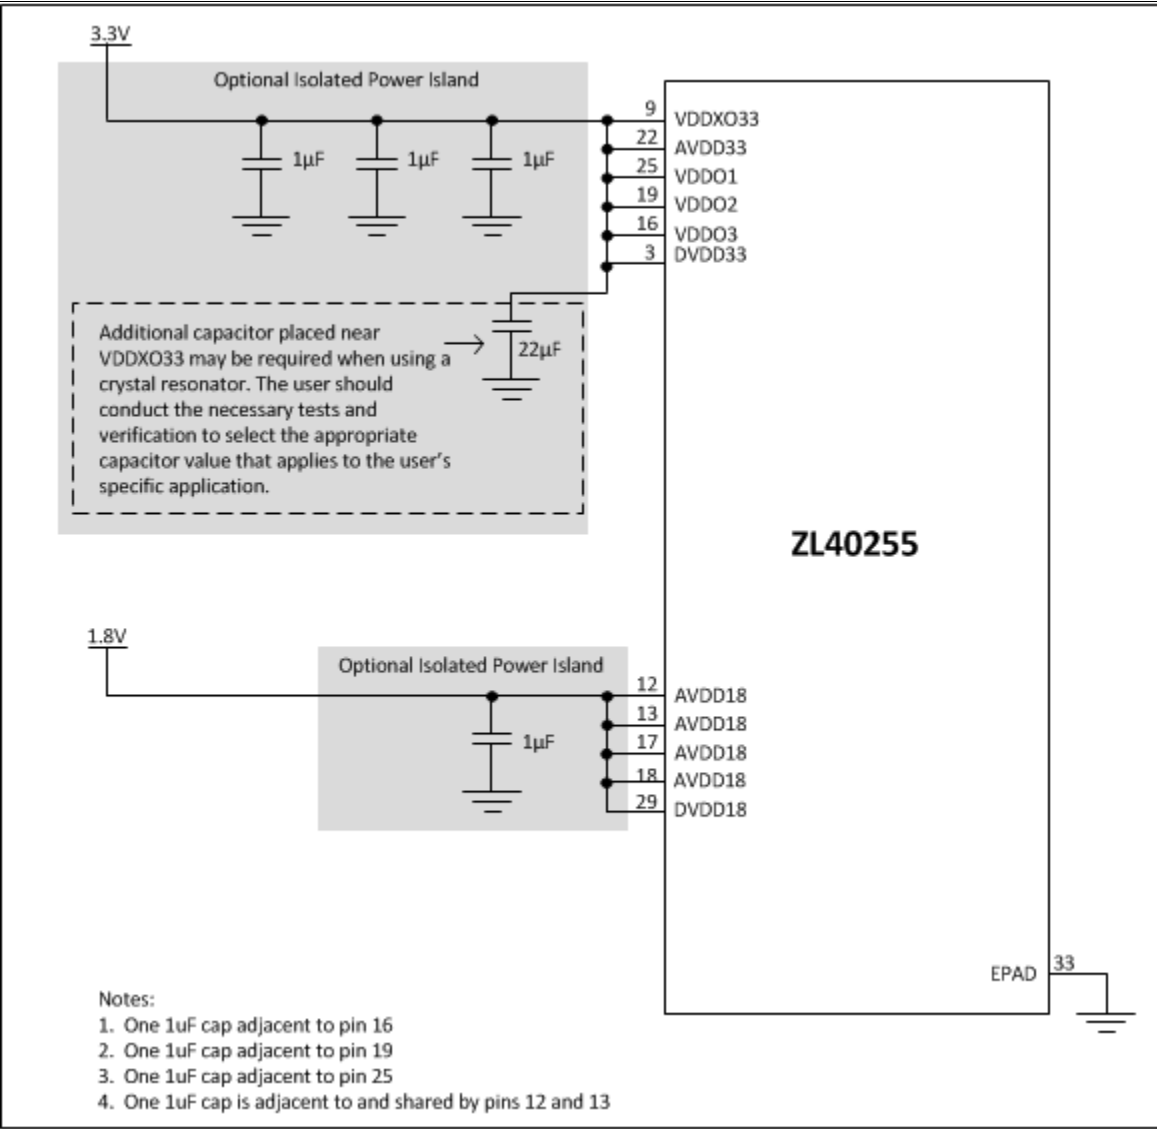 3.3V
Optional Isolated Power Island
1µF
1µF
1µF
9
VDDXO33
22
AVDD33
25
VDDO1
19
VDDO2
16
VDDO3
3
DVDD33
Additional capacitor placed near
VDDXO33 may be required when using a
crystal resonator. The user should
conduct the necessary tests and
verification to select the appropriate
capacitor value that applies to the user's
specific application.
22µF
ZL40255
1.8V
Optional Isolated Power Island
1µF
12
AVDD18
13
AVDD18
17
AVDD18
18
AVDD18
29
DVDD18
EPAD
33
Notes:
1. One 1uF cap adjacent to pin 16
2. One 1uF cap adjacent to pin 19
3. One 1uF cap adjacent to pin 25
4. One 1uF cap is adjacent to and shared by pins 12 and 13